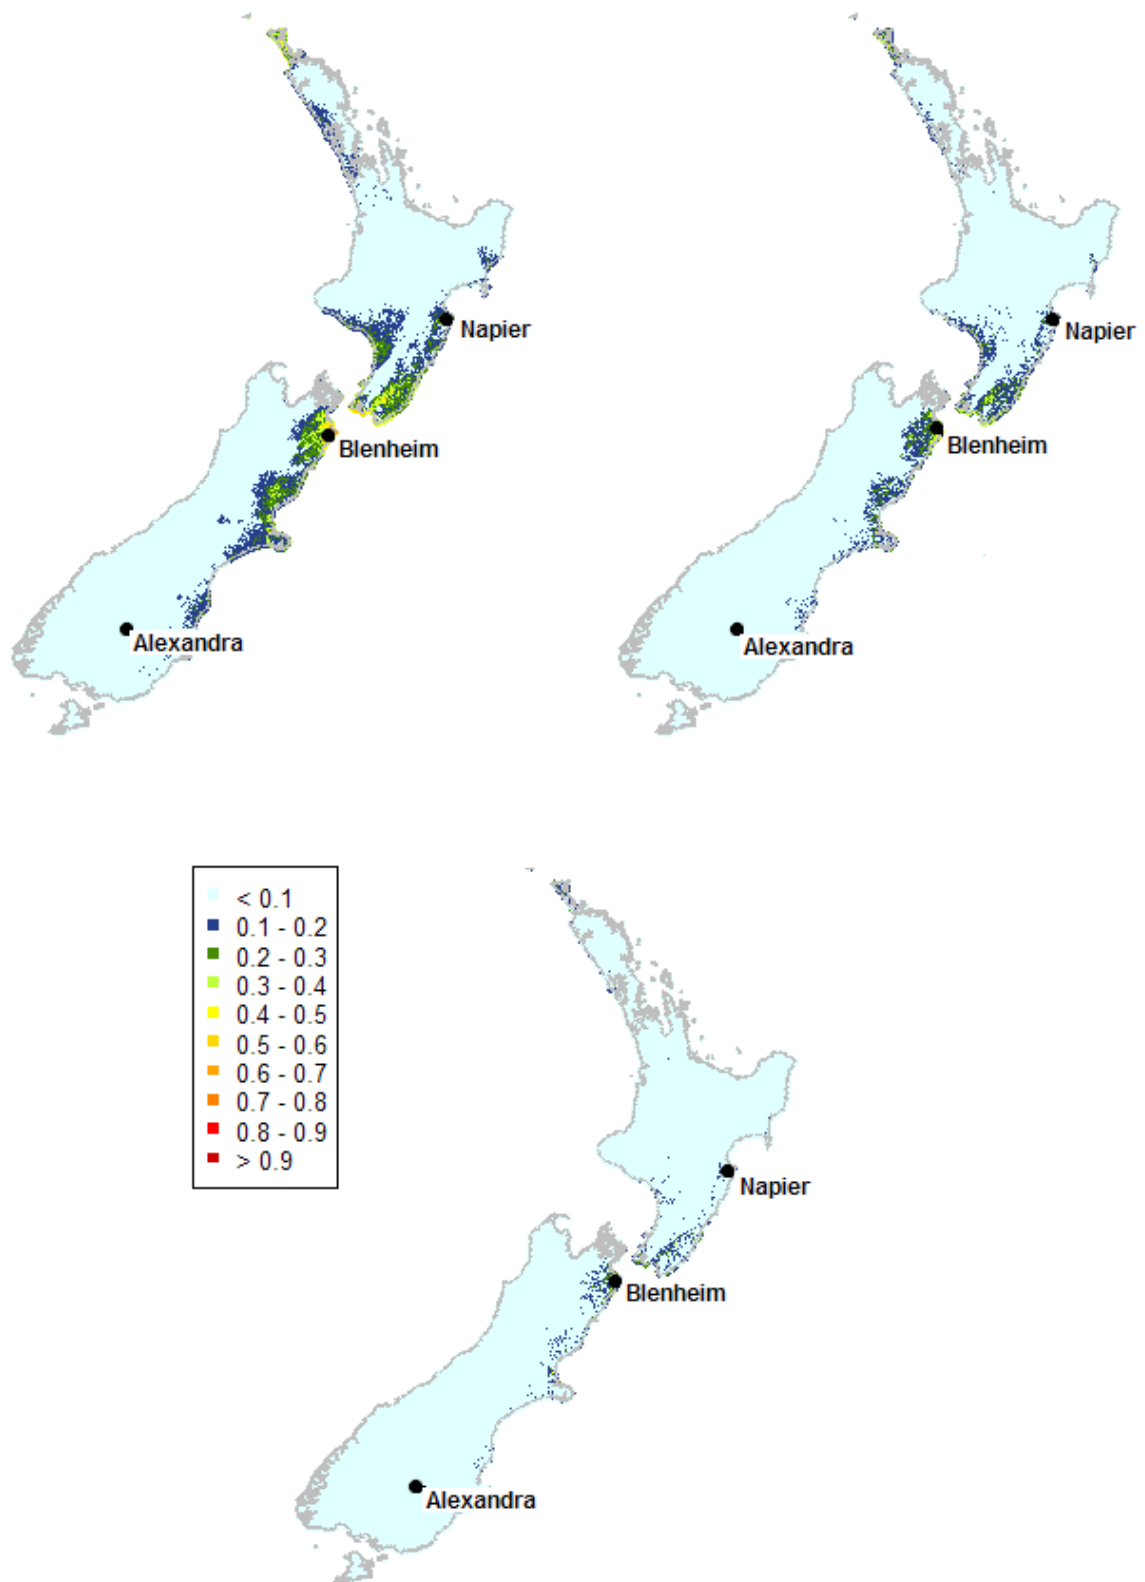 Napier
Napier
Blenheim
Blenheim
Alexandra
Alexandra
< 0.1
0.1 - 0.2
0.2 - 0.3
0.3 - 0.4
0.4 - 0.5
0.5 - 0.6
0.6 - 0.7
0.7 - 0.8
0.8 - 0.9
> 0.9
Napier
Blenheim
Alexandra